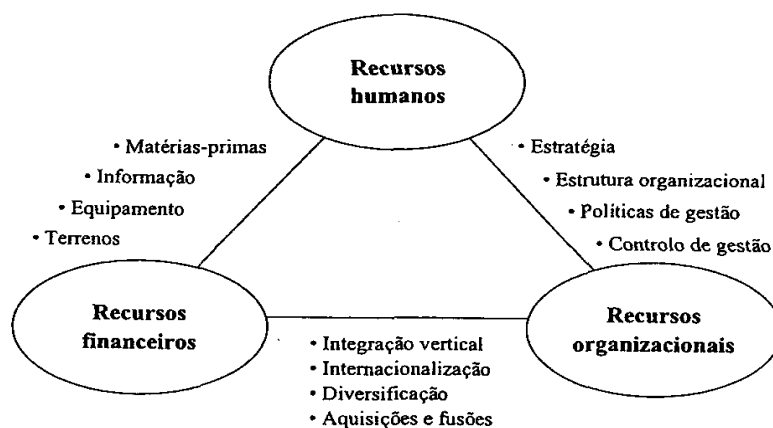 Recursos
humanos
• Matérias-primas
• Informação
• Equipamento
• Terrenos
• Estratégia
• Estrutura organizacional
• Políticas de gestão
• Controlo de gestão
Recursos
financeiros
• Integração vertical
• Internacionalização
• Diversificação
• Aquisições e fusões
Recursos
organizacionais